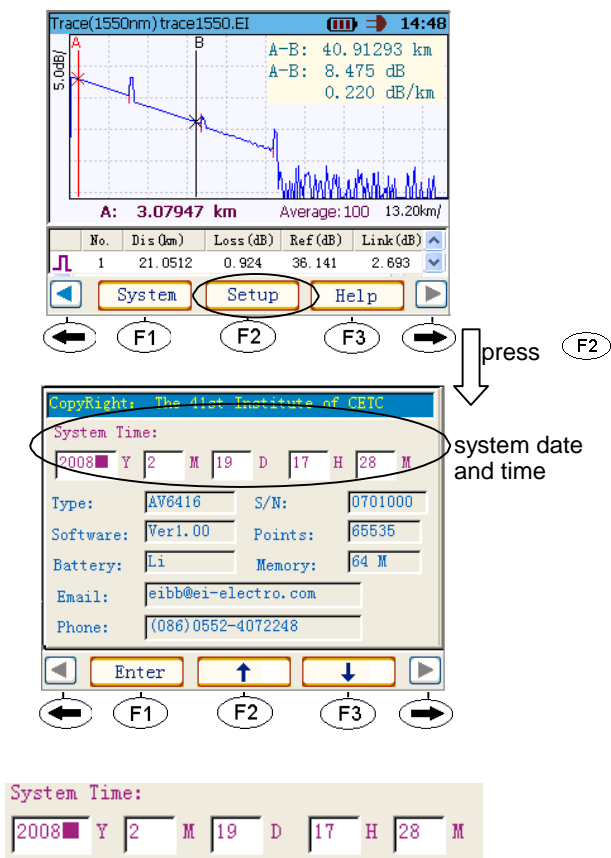 Trace(1550nm) trace1550.EI 14:48
5.0dB/
A B
A-B: 40.91293 km
A-B: 8.475 dB
0.220 dB/km
A: 3.07947 km Average:100 13.20km/
No. Dis(km) Loss(dB) Ref(dB) Link(dB)
1 21.0512 0.924 36.141 2.693
System Setup Help
F1 F2 F3
press F2
CopyRight: The 41st Institute of CETC
System Time:
2008 Y 2 M 19 D 17 H 28 M
system date
and time
Type: AV6416 S/N: 0701000
Software: Ver1.00 Points: 65535
Battery: Li Memory: 64 M
Email: eibb@ei-electro.com
Phone: (086)0552-4072248
Enter ↑ ↓
F1 F2 F3
System Time:
2008 Y 2 M 19 D 17 H 28 M